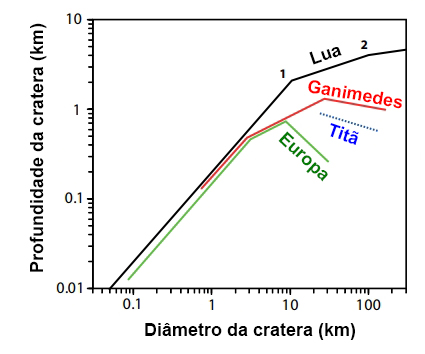 Profundidade da cratera (km)
10
1
0.1
0.01
1
Lua
2
Ganimedes
Titã
Europa
0.1
1
10
100
Diâmetro da cratera (km)